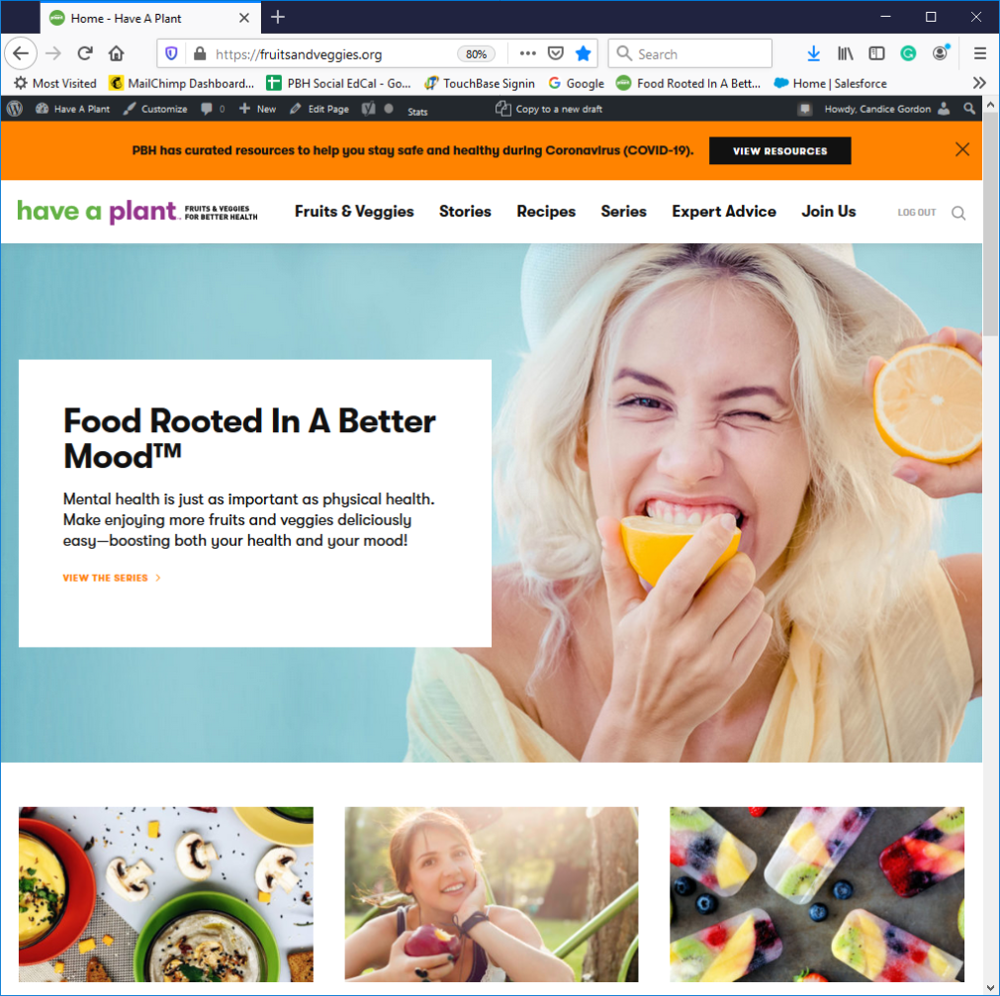 Home - Have A Plant
https://fruitsandveggies.org
80%
Search
Most Visited
MailChimp Dashboard...
PBH Social EdCal - Go...
TouchBase Signin
Google
Food Rooted In A Bett...
Home | Salesforce
Have A Plant
Customize
0
New
Edit Page
Stats
Copy to a new draft
Howdy, Candice Gordon
PBH has curated resources to help you stay safe and healthy during Coronavirus (COVID-19).
VIEW RESOURCES
have a plant
FRUITS & VEGGIES
FOR BETTER HEALTH
Fruits & Veggies
Stories
Recipes
Series
Expert Advice
Join Us
LOG OUT
Food Rooted In A Better
Mood™
Mental health is just as important as physical health.
Make enjoying more fruits and veggies deliciously
easy—boosting both your health and your mood!
VIEW THE SERIES